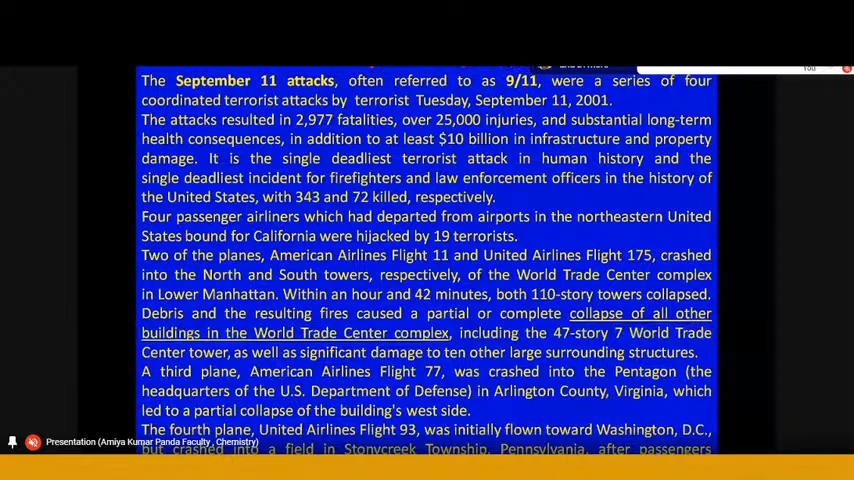 You
The September 11 attacks, often referred to as 9/11, were a series of four
coordinated terrorist attacks by terrorist Tuesday, September 11, 2001.
The attacks resulted in 2,977 fatalities, over 25,000 injuries, and substantial long-term
health consequences, in addition to at least $10 billion in infrastructure and property
damage. It is the single deadliest terrorist attack in human history and the
single deadliest incident for firefighters and law enforcement officers in the history of
the United States, with 343 and 72 killed, respectively.
Four passenger airliners which had departed from airports in the northeastern United
States bound for California were hijacked by 19 terrorists.
Two of the planes, American Airlines Flight 11 and United Airlines Flight 175, crashed
into the North and South towers, respectively, of the World Trade Center complex
in Lower Manhattan. Within an hour and 42 minutes, both 110-story towers collapsed.
Debris and the resulting fires caused a partial or complete collapse of all other
buildings in the World Trade Center complex, including the 47-story 7 World Trade
Center tower, as well as significant damage to ten other large surrounding structures.
A third plane, American Airlines Flight 77, was crashed into the Pentagon (the
headquarters of the U.S. Department of Defense) in Arlington County, Virginia, which
led to a partial collapse of the building's west side.
The fourth plane, United Airlines Flight 93, was initially flown toward Washington, D.C.,
Presentation (Amiya Kumar Panda Faculty , Chemistry)
but crashed into a field in Stonycreek Township, Pennsylvania, after passengers